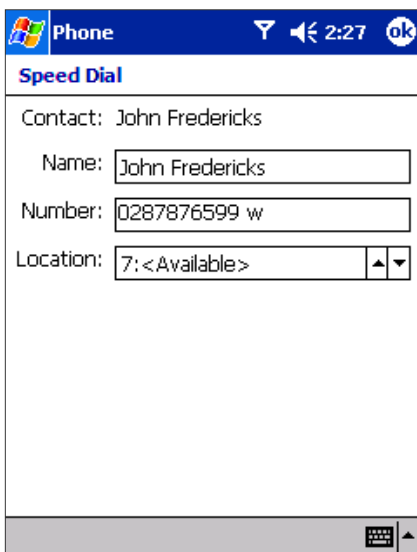 Phone 2:27 ok
Speed Dial
Contact: John Fredericks
Name: John Fredericks
Number: 0287876599 w
Location: 7:<Available>